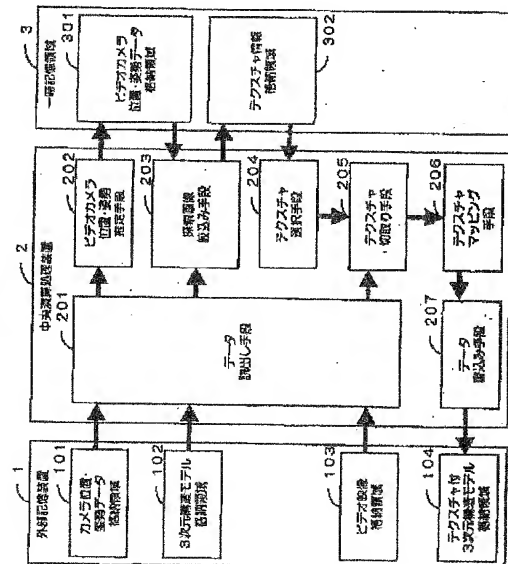 1
外部記憶装置
101
カメラ位置・
姿勢データ
格納領域
102
3次元構造モデル
格納領域
103
ビデオ映像
格納領域
104
テクスチャ付
3次元構造モデル
格納領域
2
中央演算処理装置
201
データ
読出し手段
202
ビデオカメラ
位置・姿勢
推定手段
203
探索画像
絞込み手段
204
テクスチャ
選択手段
205
テクスチャ
切取り手段
206
テクスチャ
マッピング
手段
207
データ
書込み手段
3
一時記憶領域
301
ビデオカメラ
位置・姿勢データ
格納領域
302
テクスチャ情報
格納領域